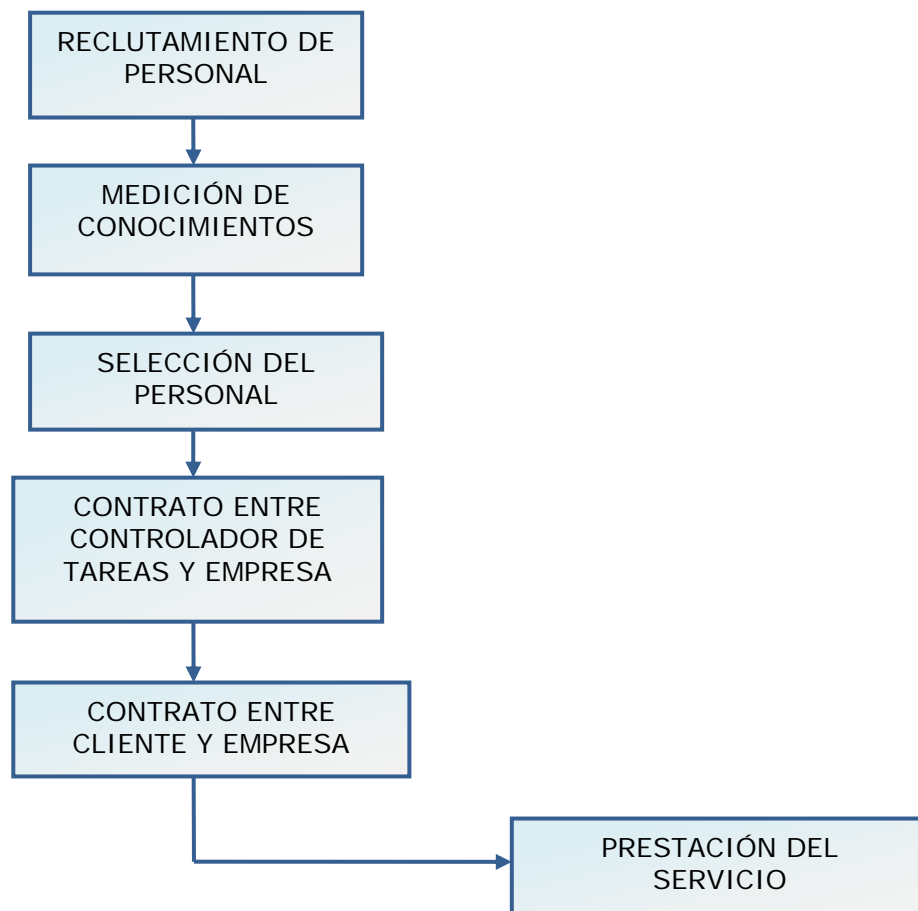 RECLUTAMIENTO DE
PERSONAL
MEDICIÓN DE
CONOCIMIENTOS
SELECCIÓN DEL
PERSONAL
CONTRATO ENTRE
CONTROLADOR DE
TAREAS Y EMPRESA
CONTRATO ENTRE
CLIENTE Y EMPRESA
PRESTACIÓN DEL
SERVICIO